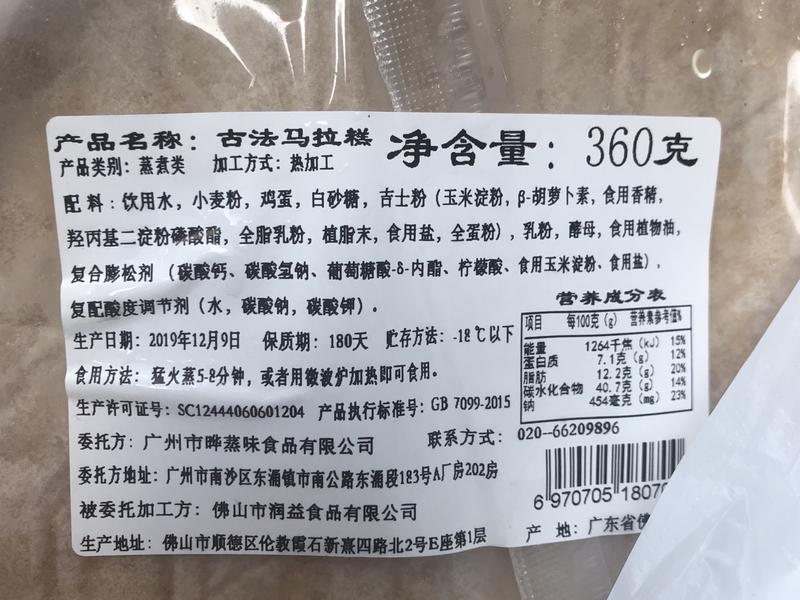 产品名称：古法马拉糕 净含量：360克
产品类别：蒸煮类 加工方式：热加工
配料：饮用水，小麦粉，鸡蛋，白砂糖，吉士粉（玉米淀粉，β-胡萝卜素，食用香精，
羟丙基二淀粉磷酸酯，全脂乳粉，植脂末，食用盐，全蛋粉），乳粉，酵母，食用植物油，
复合膨松剂（碳酸钙、碳酸氢钠、葡萄糖酸-δ-内酯、柠檬酸、食用玉米淀粉、食用盐），
复配酸度调节剂（水，碳酸钠，碳酸钾）。
营养成分表
项目 每100克（g） 营养素参考值%
能量 1264千焦（kJ） 15%
蛋白质 7.1克（g） 12%
脂肪 12.2克（g） 20%
碳水化合物 40.7克（g） 14%
钠 454毫克（mg） 23%
生产日期：2019年12月9日 保质期：180天 贮存方法：-18℃以下
食用方法：猛火蒸5-8分钟，或者用微波炉加热即可食用。
生产许可证号：SC12444060601204 产品执行标准号：GB 7099-2015
委托方：广州市晔蒸味食品有限公司 联系方式：020--66209896
委托方地址：广州市南沙区东涌镇市南公路东涌段183号A厂房202房
被委托加工方：佛山市润益食品有限公司
生产地址：佛山市顺德区伦教霞石新熹四路北2号E座第1层
6 970705 1807
产 地：广东省佛